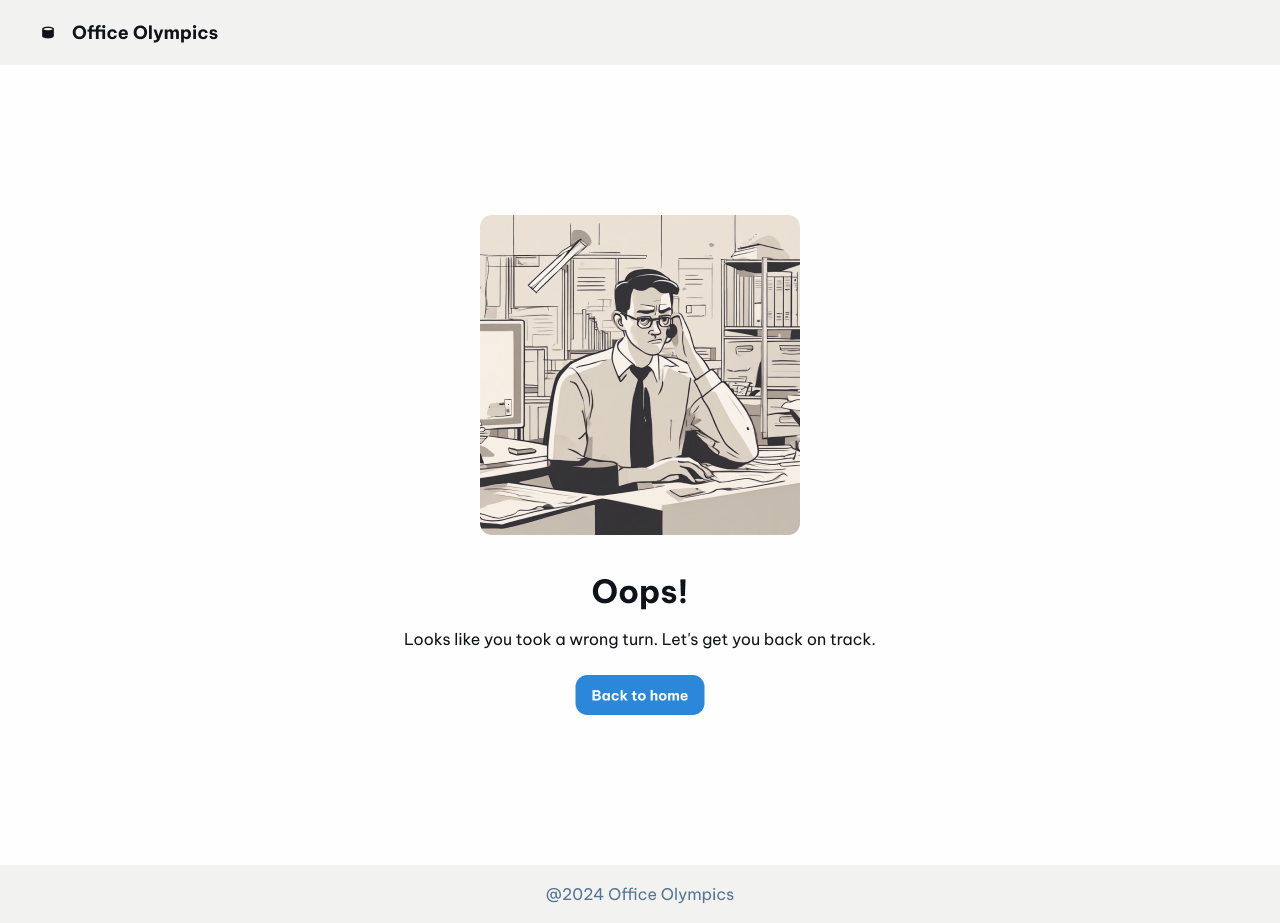 Office Olympics
Oops!
Looks like you took a wrong turn. Let's get you back on track.
Back to home
@2024 Office Olympics